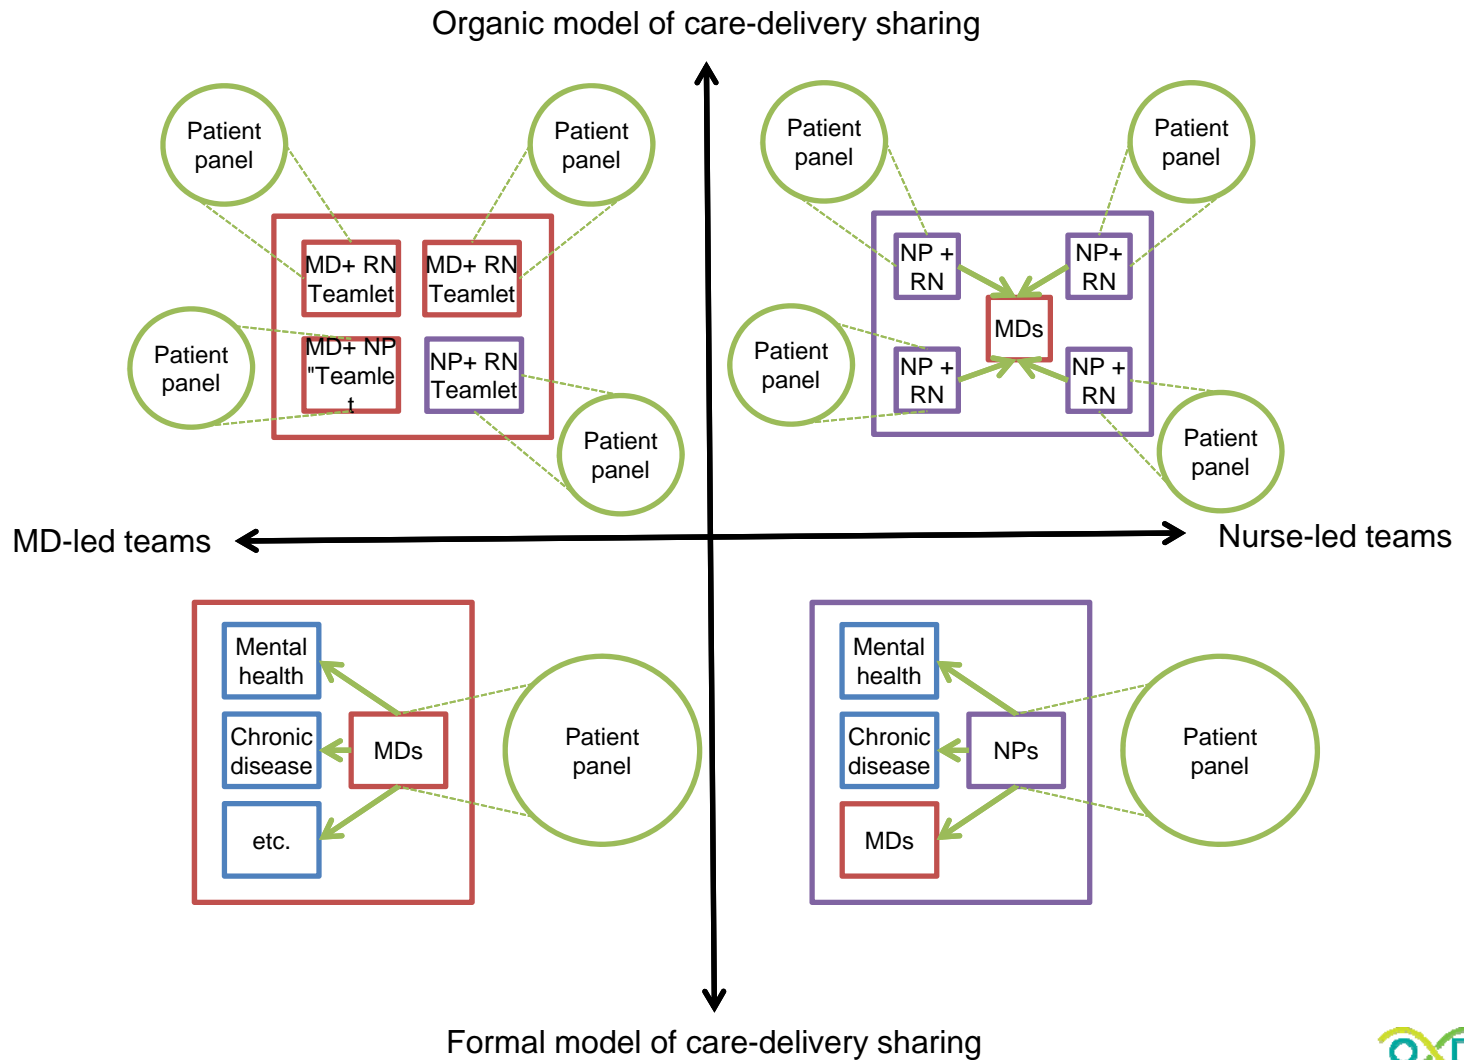 Organic model of care-delivery sharing
Patient
panel
Patient
panel
MD+ RN
Teamlet
MD+ RN
Teamlet
Patient
panel
MD+ NP
"Teamle
t
NP+ RN
Teamlet
Patient
panel
Patient
panel
Patient
panel
NP +
RN
NP+
RN
MDs
Patient
panel
NP +
RN
NP +
RN
Patient
panel
MD-led teams
Nurse-led teams
Mental
health
Chronic
disease
etc.
MDs
Patient
panel
Mental
health
Chronic
disease
MDs
NPs
Patient
panel
Formal model of care-delivery sharing